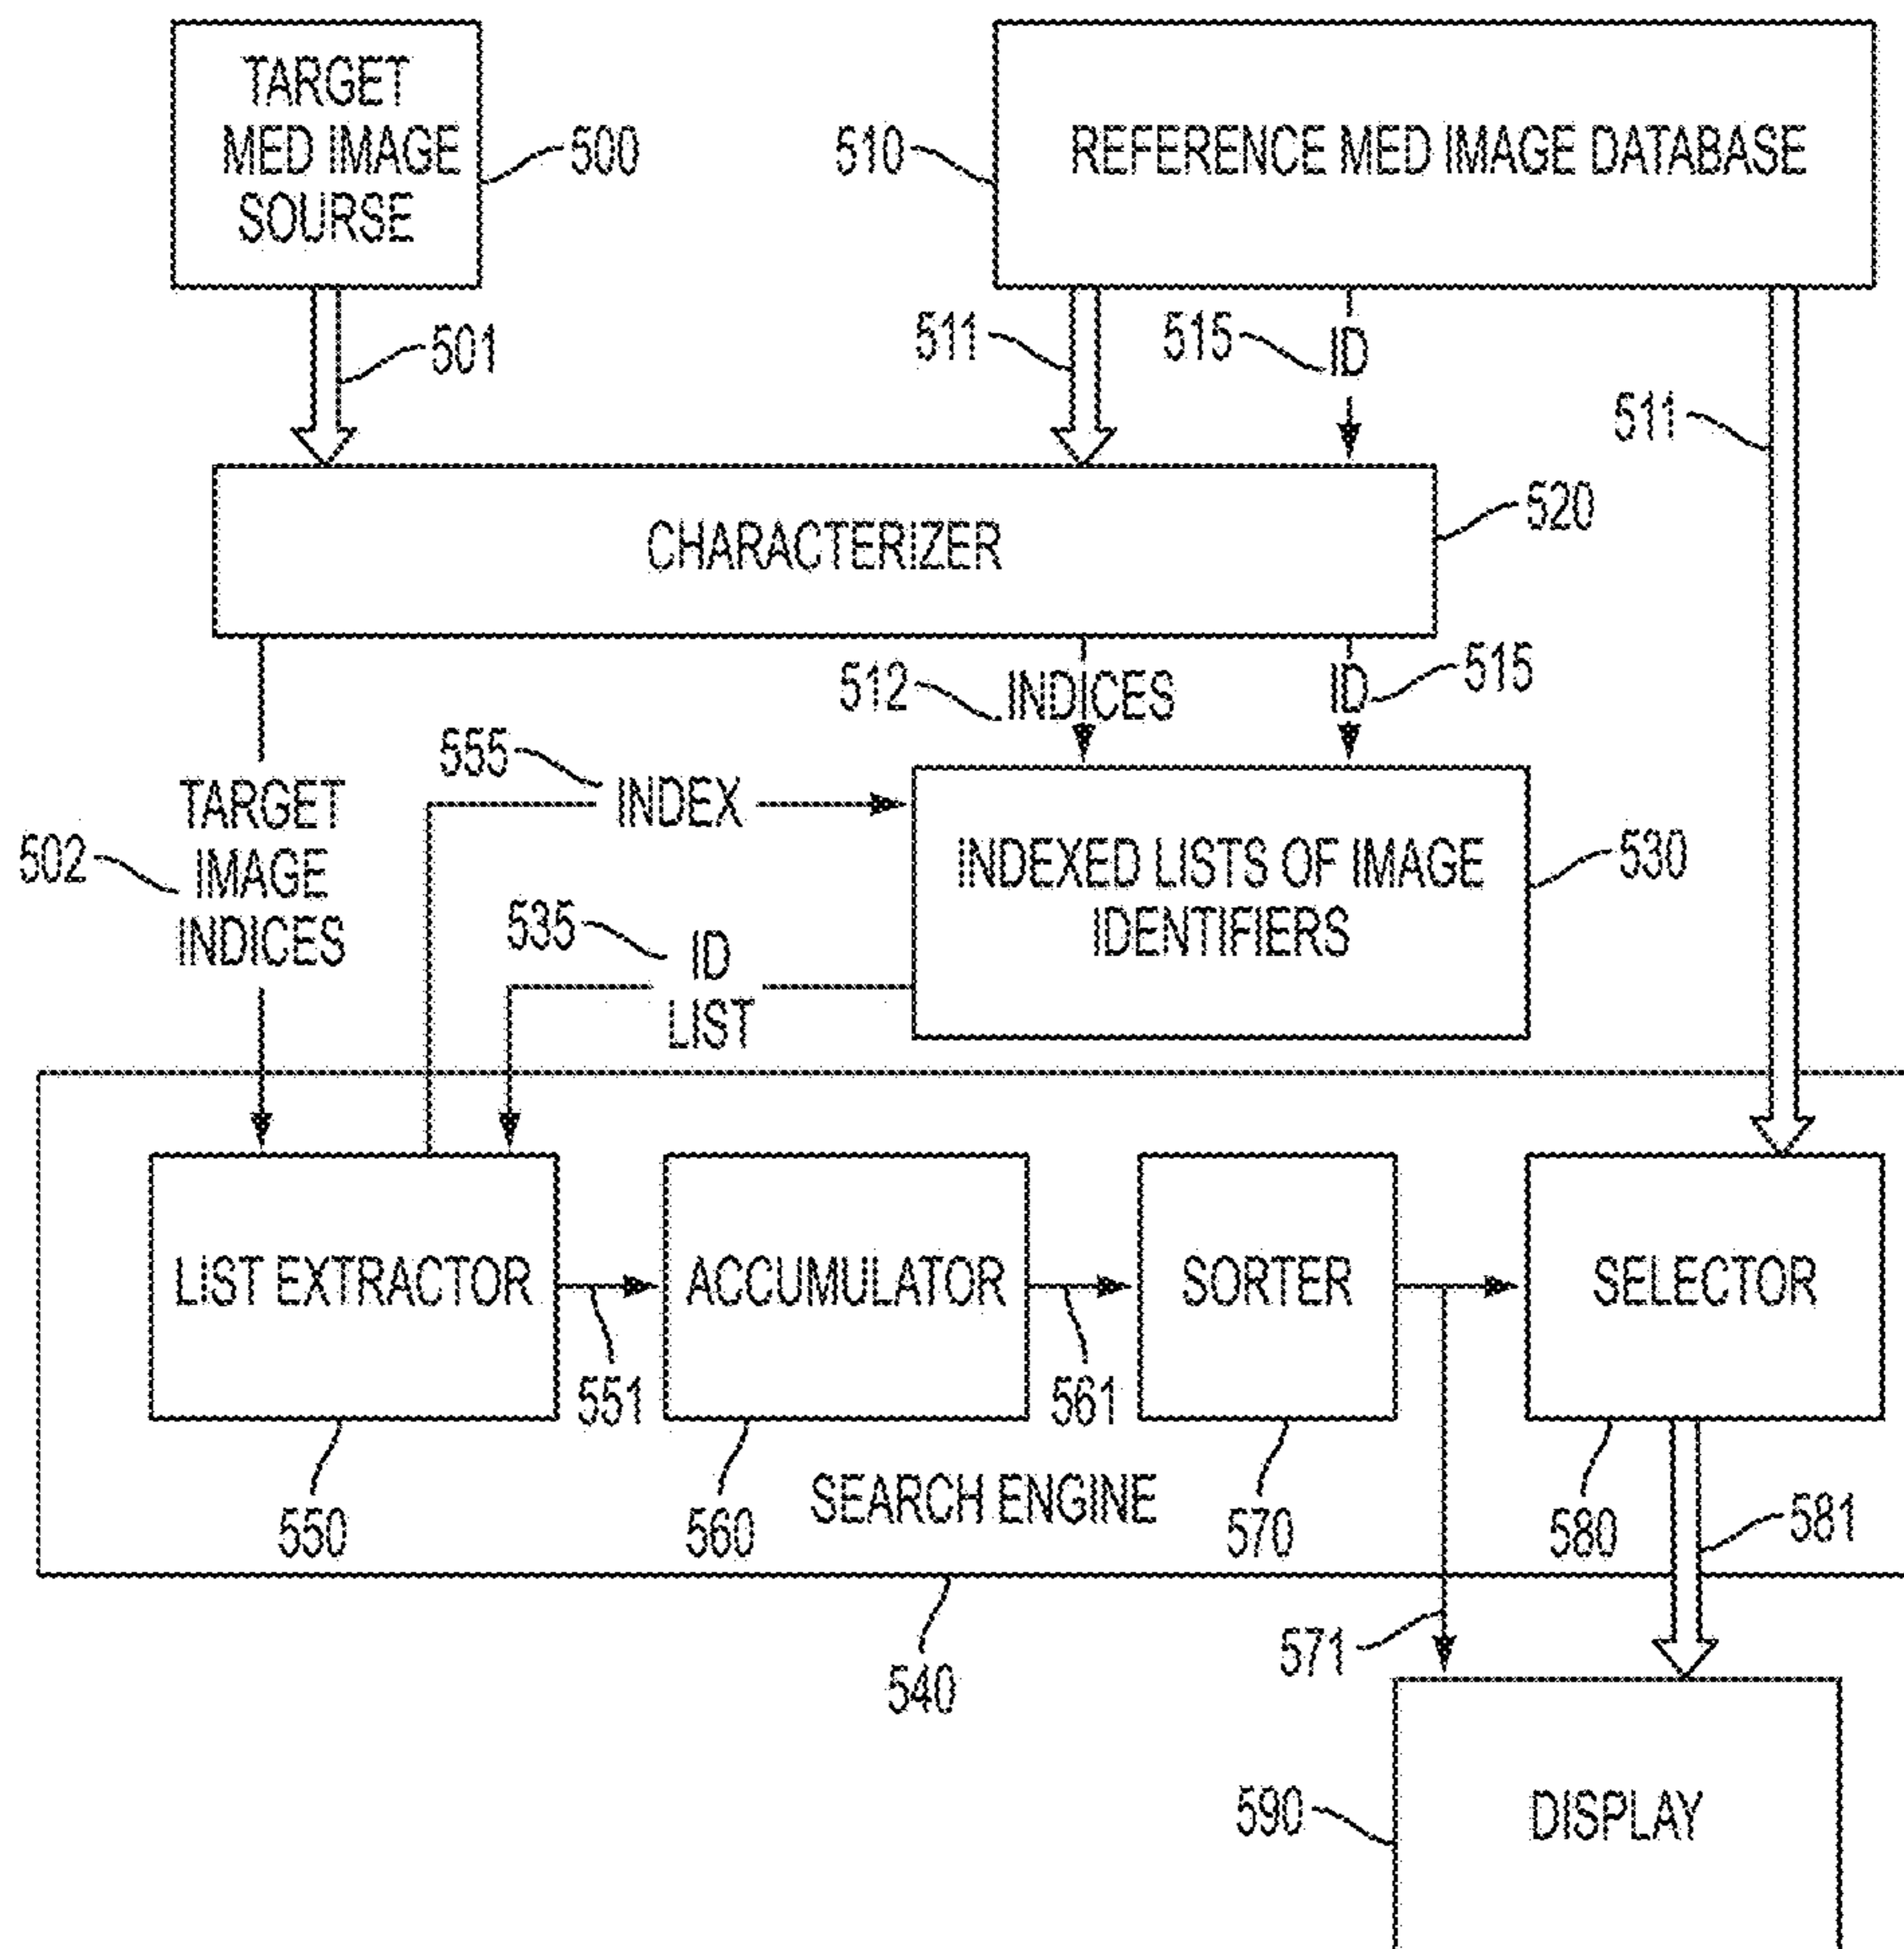 TARGET
MED IMAGE
SOURSE
500
510
REFERENCE MED IMAGE DATABASE
501
511
515
ID
511
CHARACTERIZER
520
512
INDICES
ID
515
555
INDEX
TARGET
IMAGE
INDICES
502
INDEXED LISTS OF IMAGE
IDENTIFIERS
530
535
ID
LIST
LIST EXTRACTOR
ACCUMULATOR
SORTER
SELECTOR
551
561
550
560
SEARCH ENGINE
570
580
581
571
540
590
DISPLAY